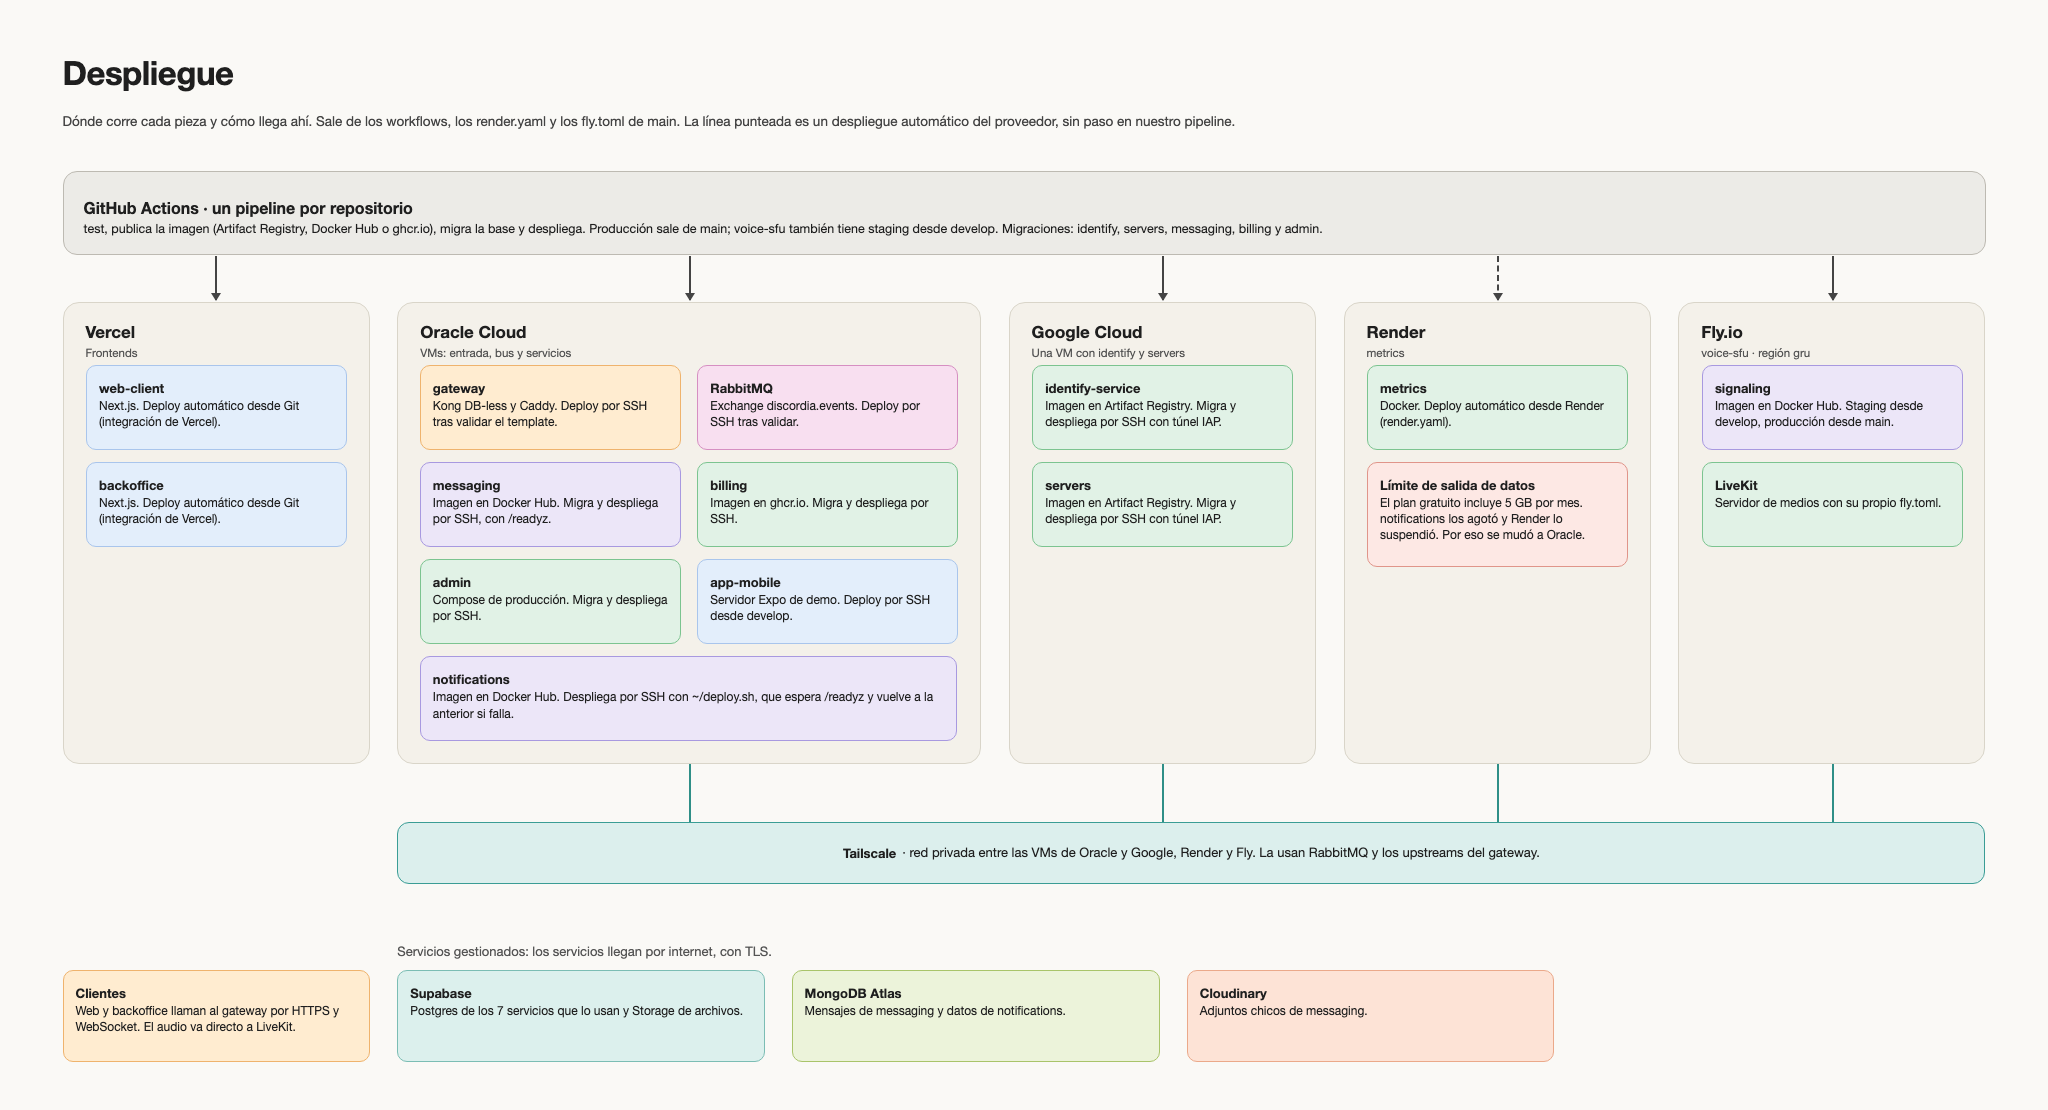 Despliegue
Dónde corre cada pieza y cómo llega ahí. Sale de los workflows, los render.yaml y los fly.toml de main. La línea punteada es un despliegue automático del proveedor, sin paso en nuestro pipeline.
GitHub Actions · un pipeline por repositorio
test, publica la imagen (Artifact Registry, Docker Hub o ghcr.io), migra la base y despliega. Producción sale de main; voice-sfu también tiene staging desde develop. Migraciones: identify, servers, messaging, billing y admin.
Vercel
Frontends
web-client
Next.js. Deploy automático desde Git
(integración de Vercel).
backoffice
Next.js. Deploy automático desde Git
(integración de Vercel).
Oracle Cloud
VMs: entrada, bus y servicios
gateway
Kong DB-less y Caddy. Deploy por SSH
tras validar el template.
RabbitMQ
Exchange discordia.events. Deploy por
SSH tras validar.
messaging
Imagen en Docker Hub. Migra y despliega
por SSH, con /readyz.
billing
Imagen en ghcr.io. Migra y despliega por
SSH.
admin
Compose de producción. Migra y despliega
por SSH.
app-mobile
Servidor Expo de demo. Deploy por SSH
desde develop.
notifications
Imagen en Docker Hub. Despliega por SSH con ~/deploy.sh, que espera /readyz y vuelve a la
anterior si falla.
Google Cloud
Una VM con identify y servers
identify-service
Imagen en Artifact Registry. Migra y
despliega por SSH con túnel IAP.
servers
Imagen en Artifact Registry. Migra y
despliega por SSH con túnel IAP.
Render
metrics
metrics
Docker. Deploy automático desde Render
(render.yaml).
Límite de salida de datos
El plan gratuito incluye 5 GB por mes.
notifications los agotó y Render lo
suspendió. Por eso se mudó a Oracle.
Fly.io
voice-sfu · región gru
signaling
Imagen en Docker Hub. Staging desde
develop, producción desde main.
LiveKit
Servidor de medios con su propio fly.toml.
Tailscale · red privada entre las VMs de Oracle y Google, Render y Fly. La usan RabbitMQ y los upstreams del gateway.
Servicios gestionados: los servicios llegan por internet, con TLS.
Clientes
Web y backoffice llaman al gateway por HTTPS y
WebSocket. El audio va directo a LiveKit.
Supabase
Postgres de los 7 servicios que lo usan y Storage de archivos.
MongoDB Atlas
Mensajes de messaging y datos de notifications.
Cloudinary
Adjuntos chicos de messaging.